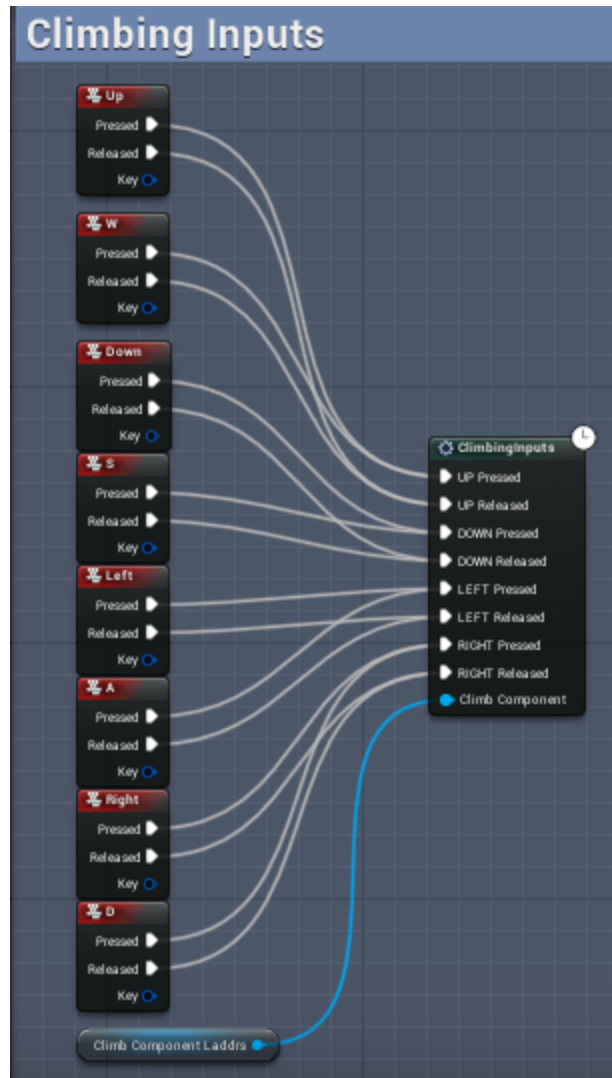 Climbing Inputs
Up
Pressed
Released
Key
W
Pressed
Released
Key
Down
Pressed
Released
Key
S
Pressed
Released
Key
Left
Pressed
Released
Key
A
Pressed
Released
Key
Right
Pressed
Released
Key
D
Pressed
Released
Key
Climb Component Laddrs
ClimbingInputs
UP Pressed
UP Released
DOWN Pressed
DOWN Released
LEFT Pressed
LEFT Released
RIGHT Pressed
RIGHT Released
Climb Component